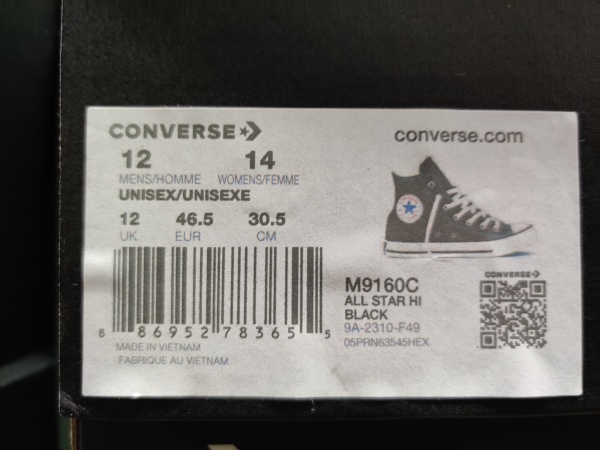 CONVERSE
converse.com
12 14
MENS/HOMME WOMENS/FEMME
UNISEX/UNISEXE
12 46.5 30.5
UK EUR CM
CONVERSE
M9160C
ALL STAR HI
BLACK
9A-2310-F49
05PRN63545HEX
8 86952 78365 5
MADE IN VIETNAM
FABRIQUE AU VIETNAM